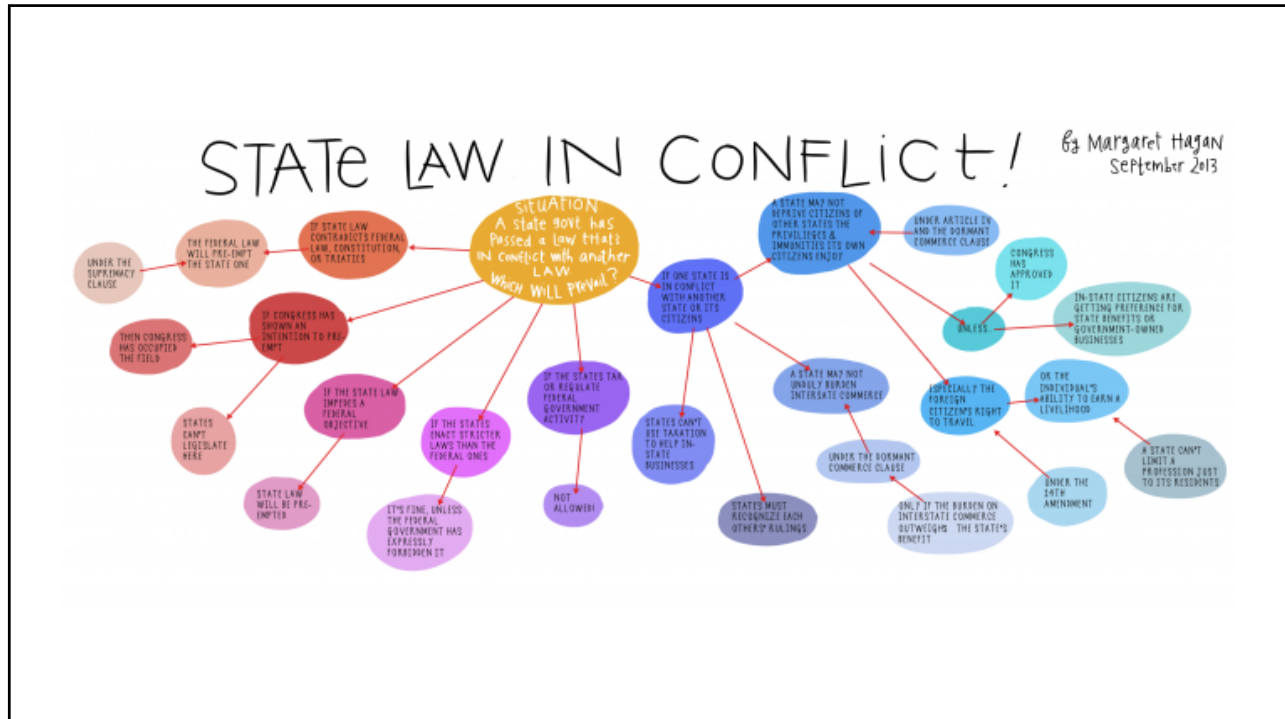 STATE LAW IN CONFLICT!
By Margaret Hagan
September 2013
SITUATION
A state govt. has
passed a law thats
IN conflict with another
LAW
Which will prevail?
IF STATE LAW
CONTRADICTS FEDERAL
LAW, CONSTITUTION,
OR TREATIES
THE FEDERAL LAW
WILL PRE-EMPT
THE STATE ONE
UNDER THE
SUPREMACY
CLAUSE
IF CONGRESS HAS
SHOWN AN
INTENTION TO PRE-
EMPT
THEN CONGRESS
HAS OCCUPIED
THE FIELD
STATES
CAN'T
LEGISLATE
HERE
IF THE STATE LAW
IMPEDES A
FEDERAL
OBJECTIVE
STATE LAW
WILL BE PRE-
EMPTED
IF THE STATES
ENACT STRICTER
LAWS THAN THE
FEDERAL ONES
IT'S FINE, UNLESS
THE FEDERAL
GOVERNMENT HAS
EXPRESSLY
FORBIDDEN IT
IF THE STATES TAX
OR REGULATE
FEDERAL
GOVERNMENT
ACTIVITY
NOT
ALLOWED!
IF ONE STATE IS
IN CONFLICT
WITH ANOTHER
STATE OR ITS
CITIZENS
STATES CAN'T
USE TAXATION
TO HELP IN-
STATE
BUSINESSES
STATES MUST
RECOGNIZE EACH
OTHERS' RULINGS
A STATE MAY NOT
UNDULY BURDEN
INTERSATE COMMERCE
UNDER THE DORMANT
COMMERCE CLAUSE
ONLY IF THE BURDEN ON
INTERSTATE COMMERCE
OUTWEIGHS THE STATE'S
BENEFIT
A STATE MAY NOT
DEPRIVE CITIZENS OF
OTHER STATES THE
PRIVILEGES &
IMMUNITIES ITS OWN
CITIZENS ENJOY
UNDER ARTICLE IV
AND THE DORMANT
COMMERCE CLAUSE
UNLESS
CONGRESS
HAS
APPROVED
IT
IN-STATE CITIZENS ARE
GETTING PREFERENCE FOR
STATE BENEFITS OR
GOVERNMENT-OWNED
BUSINESSES
ESPECIALLY THE
FOREIGN
CITIZEN'S RIGHT
TO TRAVEL
UNDER THE
14TH
AMENDMENT
OR THE
INDIVIDUAL'S
ABILITY TO EARN A
LIVELIHOOD
A STATE CAN'T
LIMIT A
PROFESSION JUST
TO ITS RESIDENTS